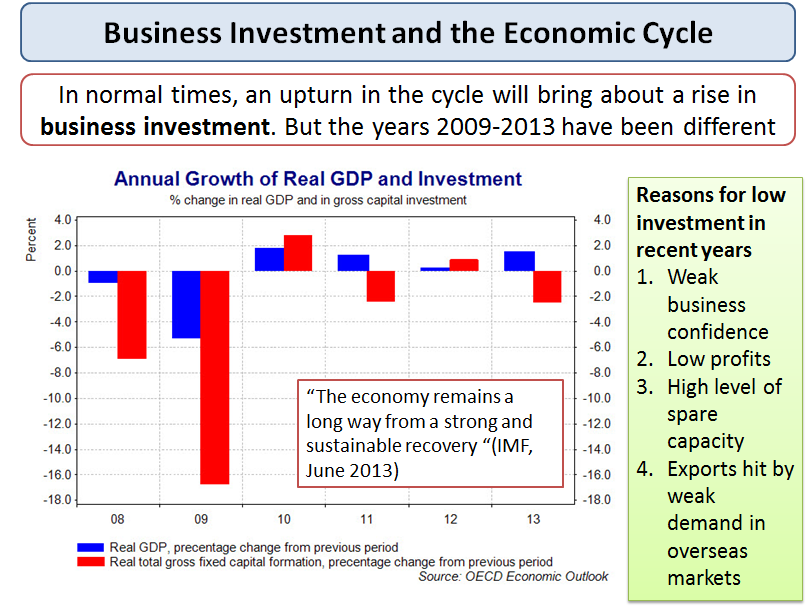 Business Investment and the Economic Cycle
In normal times, an upturn in the cycle will bring about a rise in
business investment. But the years 2009-2013 have been different
Annual Growth of Real GDP and Investment
% change in real GDP and in gross capital investment
Percent
4.0 4.0
2.0 2.0
0.0 0.0
-2.0 -2.0
-4.0 -4.0
-6.0 -6.0
-8.0 -8.0
-10.0 -10.0
-12.0 -12.0
-14.0 -14.0
-16.0 -16.0
-18.0 -18.0
08 09 10 11 12 13
“The economy remains a
long way from a strong and
sustainable recovery “(IMF,
June 2013)
Real GDP, percentage change from previous period
Real total gross fixed capital formation, percentage change from previous period
Source: OECD Economic Outlook
Reasons for low
investment in
recent years
1. Weak
business
confidence
2. Low profits
3. High level of
spare
capacity
4. Exports hit by
weak
demand in
overseas
markets